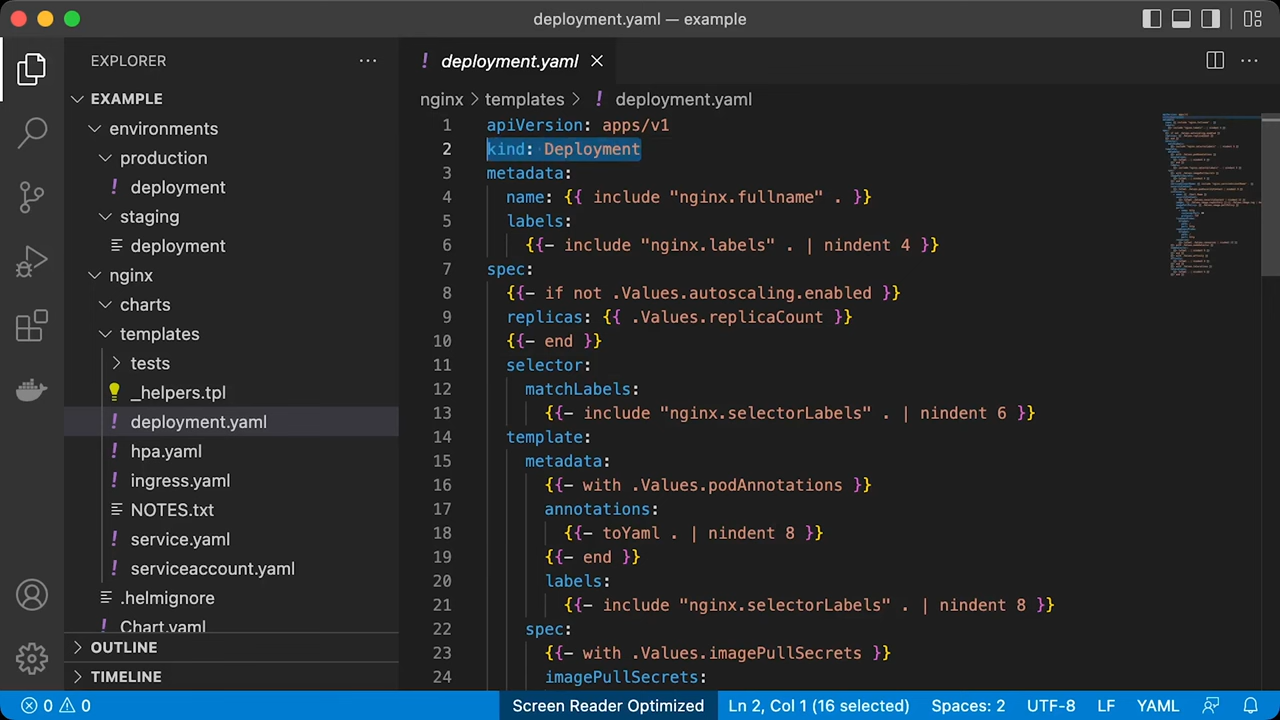 deployment.yaml — example
EXPLORER
EXAMPLE
environments
production
! deployment
staging
deployment
nginx
charts
templates
tests
_helpers.tpl
! deployment.yaml
! hpa.yaml
! ingress.yaml
NOTES.txt
! service.yaml
! serviceaccount.yaml
.helmignore
! Chart.yaml
OUTLINE
TIMELINE
! deployment.yaml
nginx > templates > ! deployment.yaml
1 apiVersion: apps/v1
2 kind: Deployment
3 metadata:
4 name: {{ include "nginx.fullname" . }}
5 labels:
6 {{- include "nginx.labels" . | nindent 4 }}
7 spec:
8 {{- if not .Values.autoscaling.enabled }}
9 replicas: {{ .Values.replicaCount }}
10 {{- end }}
11 selector:
12 matchLabels:
13 {{- include "nginx.selectorLabels" . | nindent 6 }}
14 template:
15 metadata:
16 {{- with .Values.podAnnotations }}
17 annotations:
18 {{- toYaml . | nindent 8 }}
19 {{- end }}
20 labels:
21 {{- include "nginx.selectorLabels" . | nindent 8 }}
22 spec:
23 {{- with .Values.imagePullSecrets }}
24 imagePullSecrets:
0 0
Screen Reader Optimized
Ln 2, Col 1 (16 selected)
Spaces: 2
UTF-8
LF
YAML